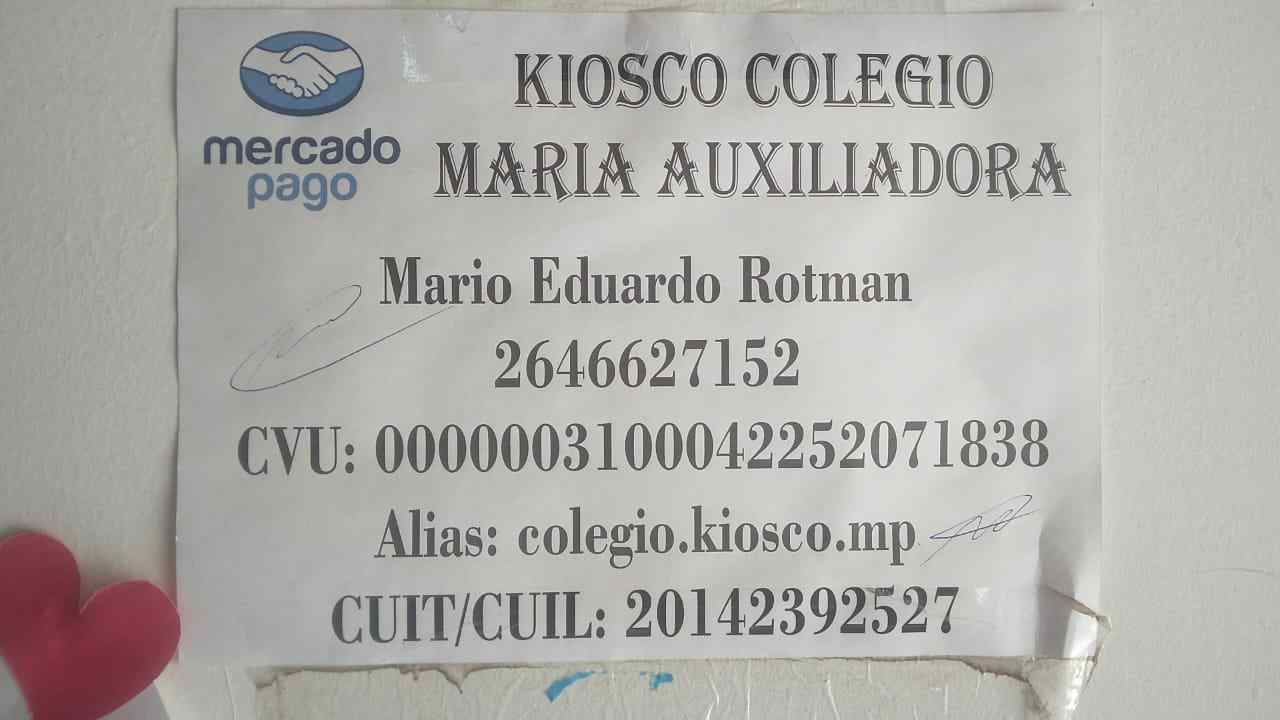 mercado
pago
KIOSCO COLEGIO
MARIA AUXILIADORA
Mario Eduardo Rotman
2646627152
CVU: 0000003100042252071838
Alias: colegio.kiosco.mp
CUIT/CUIL: 20142392527